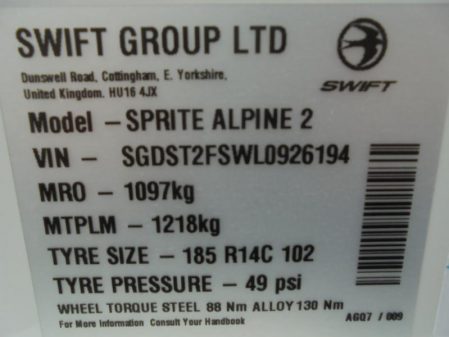 SWIFT GROUP LTD
SWIFT
Dunswell Road, Cottingham, E. Yorkshire,
United Kingdom. HU16 4JX
Model - SPRITE ALPINE 2
VIN - SGDST2FSWL0926194
MRO - 1097kg
MTPLM - 1218kg
TYRE SIZE - 185 R14C 102
TYRE PRESSURE - 49 psi
WHEEL TORQUE STEEL 88 Nm ALLOY 130 Nm
For More Information Consult Your Handbook
AGQ7 / 009